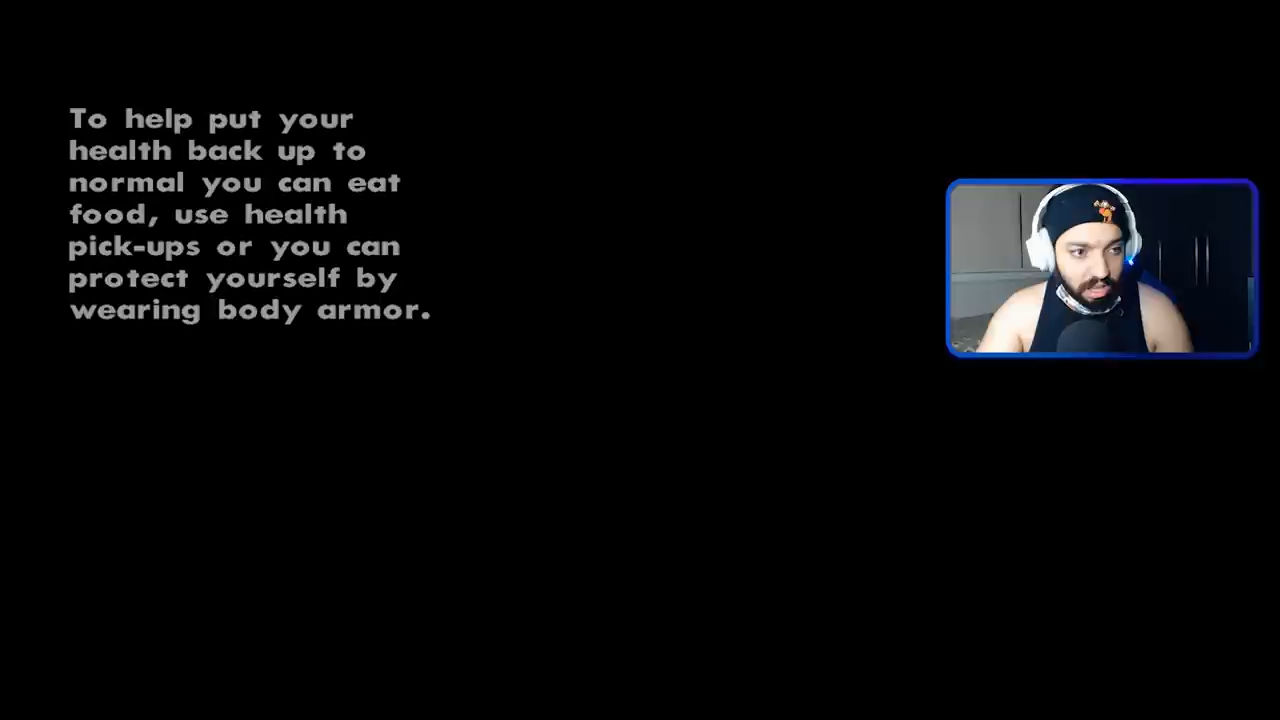 To help put your
health back up to
normal you can eat
food, use health
pick-ups or you can
protect yourself by
wearing body armor.